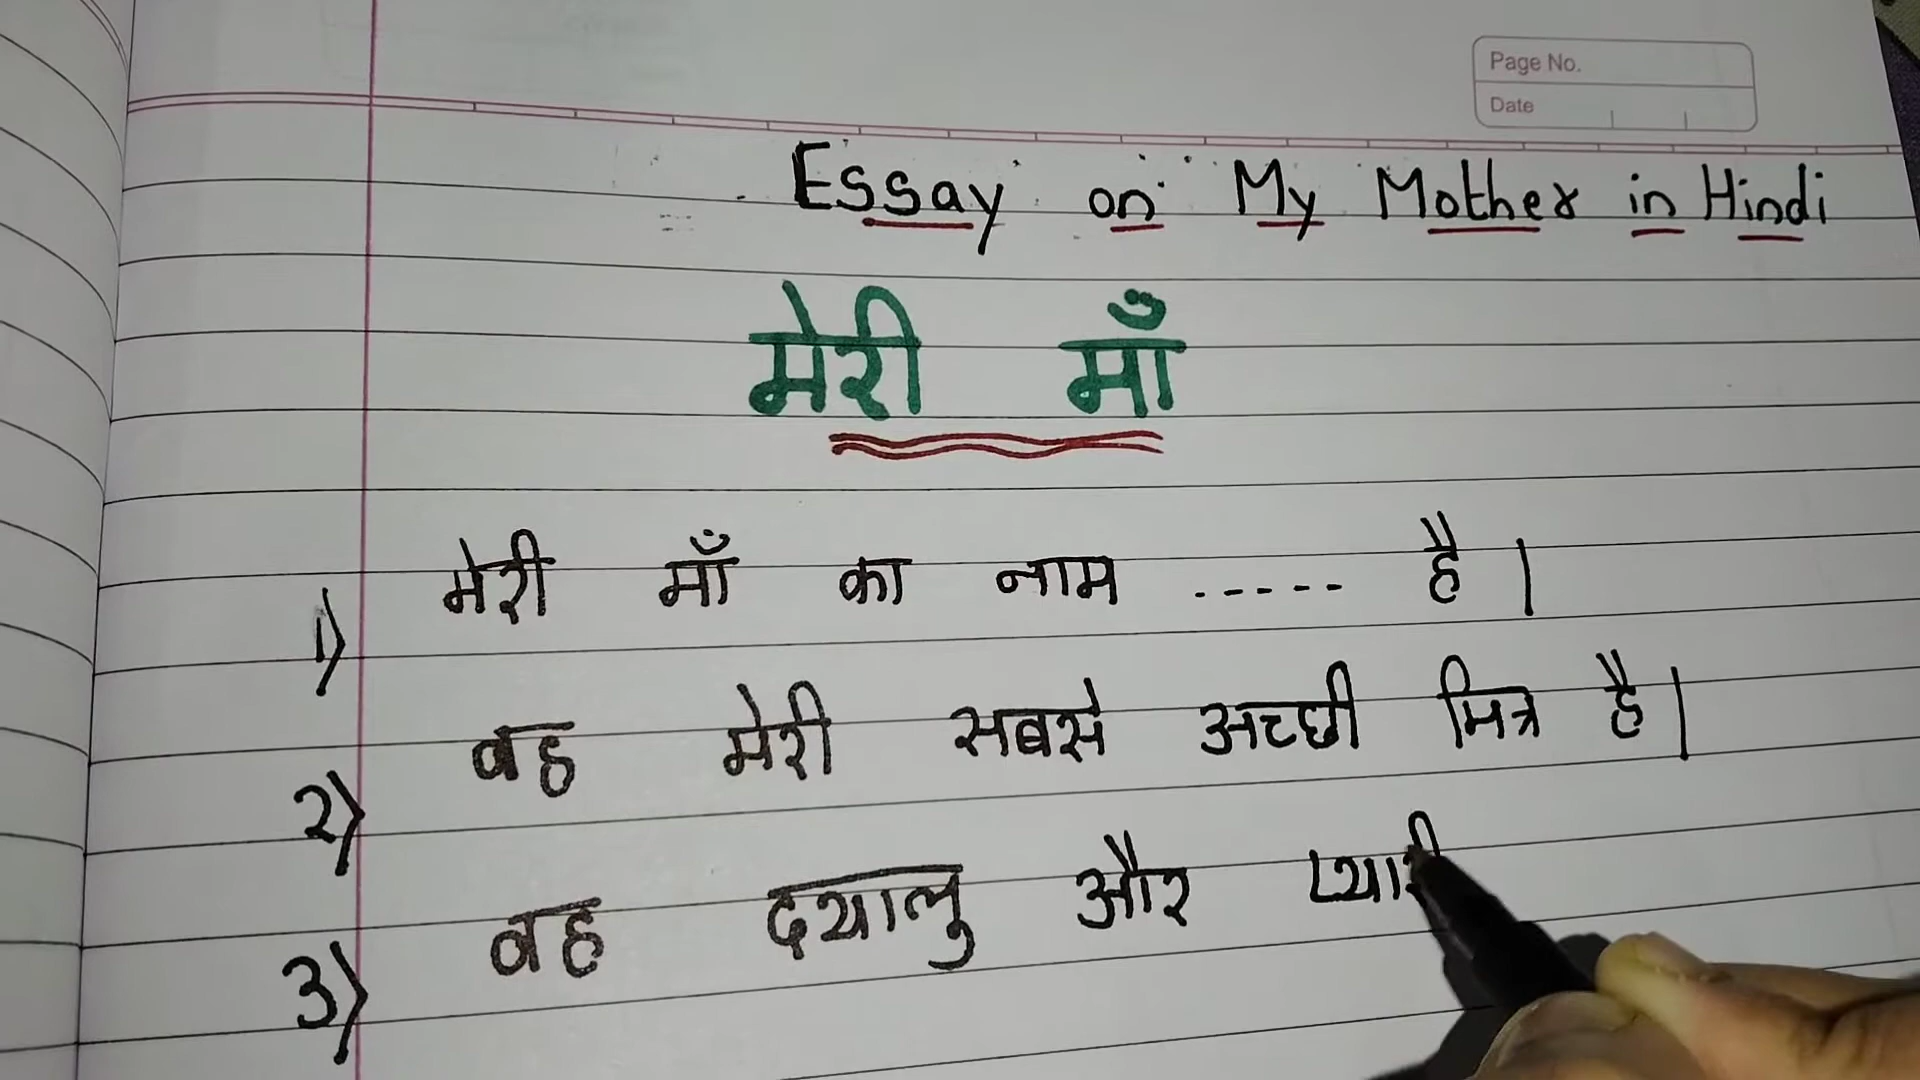 Page No.
Date
Essay on My Mother in Hindi
मेरी माँ
1) मेरी माँ का नाम ----- है।
2) वह मेरी सबसे अच्छी मित्र है।
3) वह दयालु और प्यारी